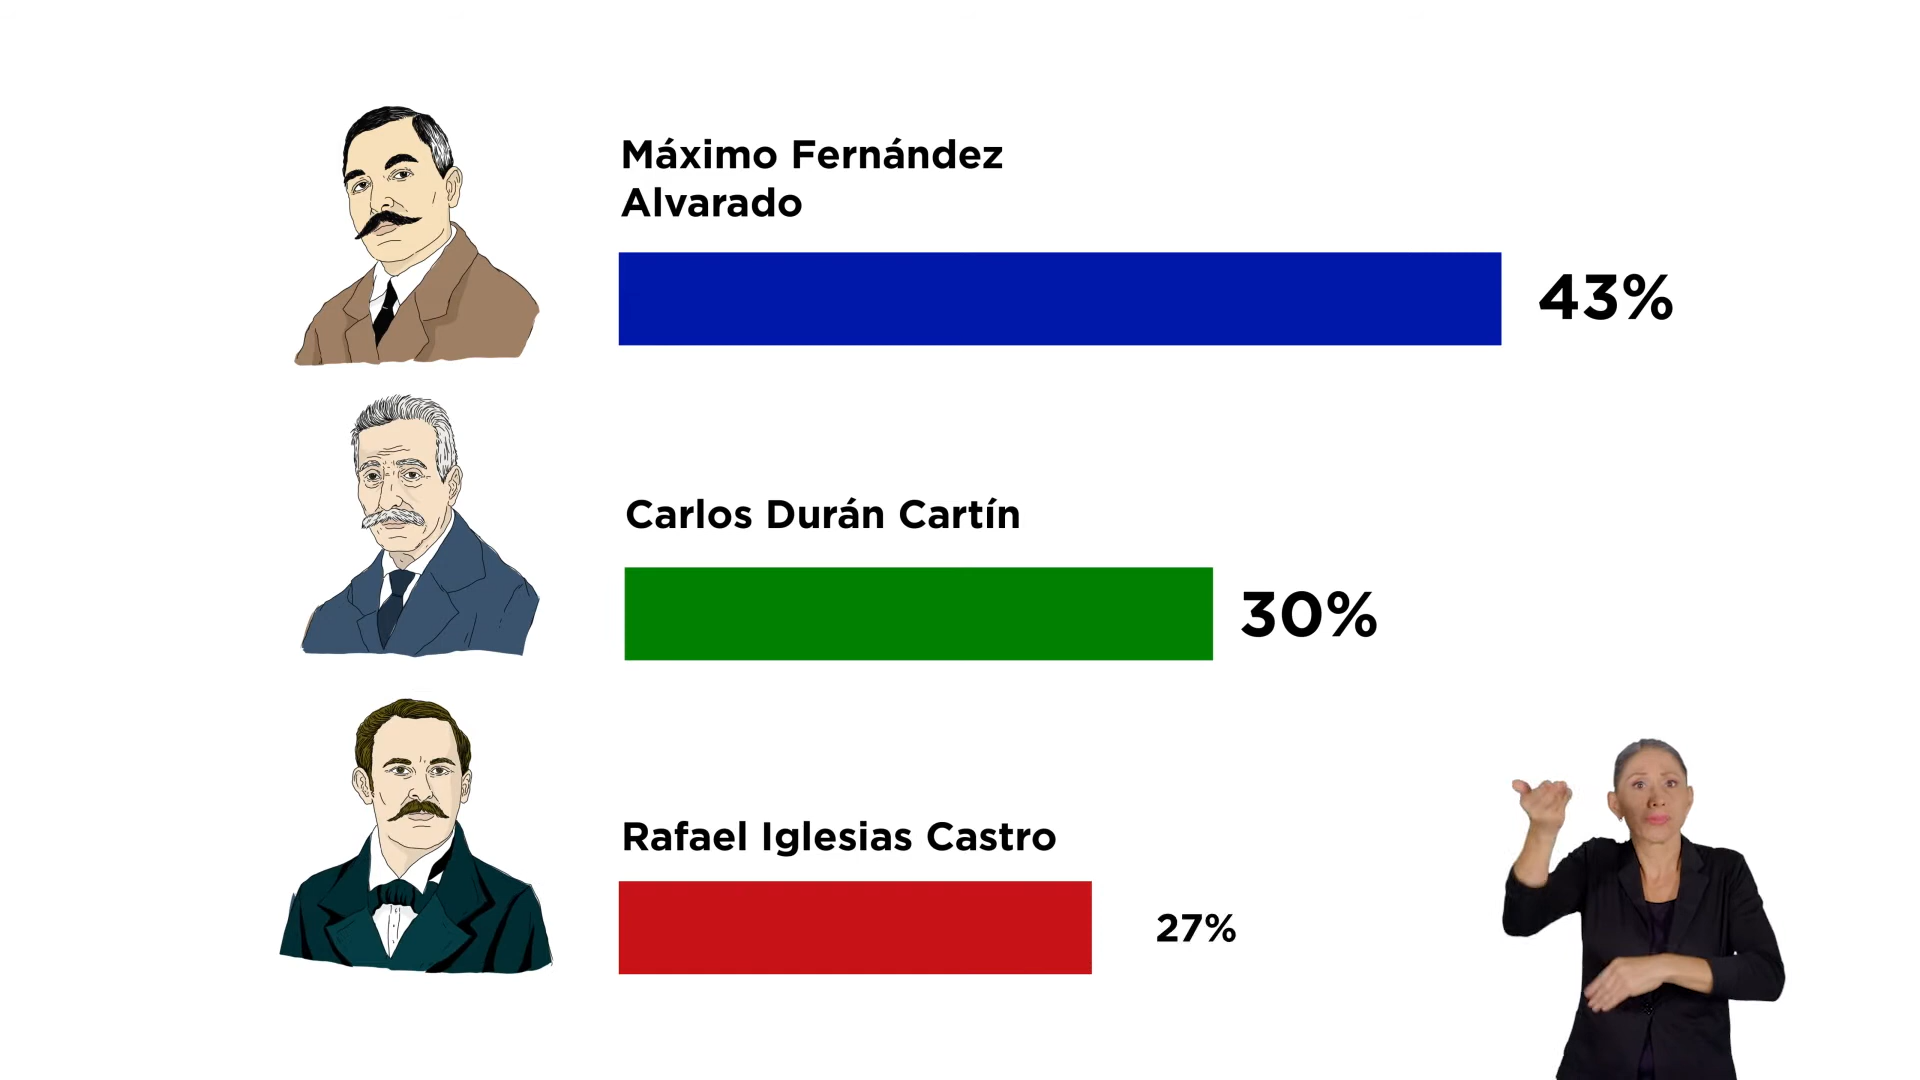 Máximo Fernández
Alvarado
43%
Carlos Durán Cartín
30%
Rafael Iglesias Castro
27%